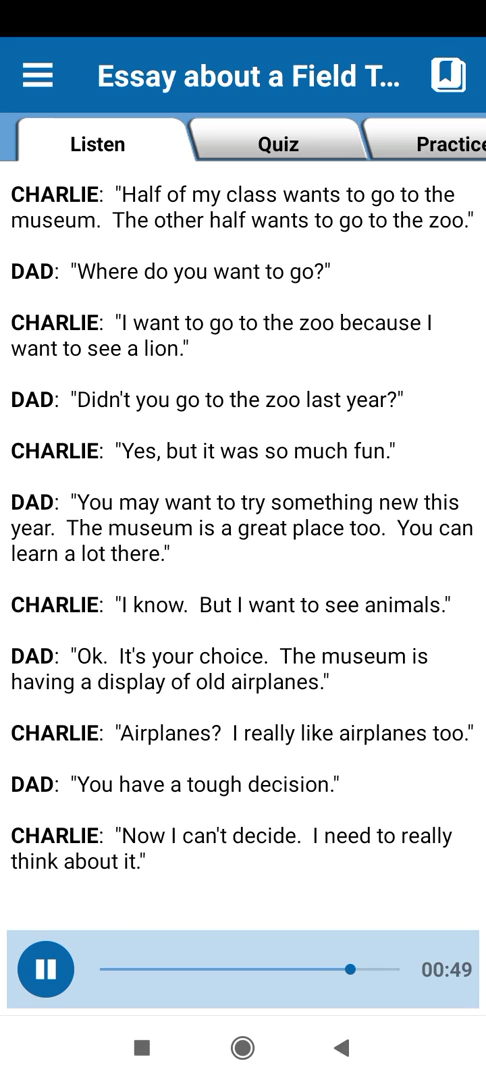 Essay about a Field T...
Listen
Quiz
Practice
CHARLIE:  "Half of my class wants to go to the
museum.  The other half wants to go to the zoo."
DAD:  "Where do you want to go?"
CHARLIE:  "I want to go to the zoo because I
want to see a lion."
DAD:  "Didn't you go to the zoo last year?"
CHARLIE:  "Yes, but it was so much fun."
DAD:  "You may want to try something new this
year.  The museum is a great place too.  You can
learn a lot there."
CHARLIE:  "I know.  But I want to see animals."
DAD:  "Ok.  It's your choice.  The museum is
having a display of old airplanes."
CHARLIE:  "Airplanes?  I really like airplanes too."
DAD:  "You have a tough decision."
CHARLIE:  "Now I can't decide.  I need to really
think about it."
00:49